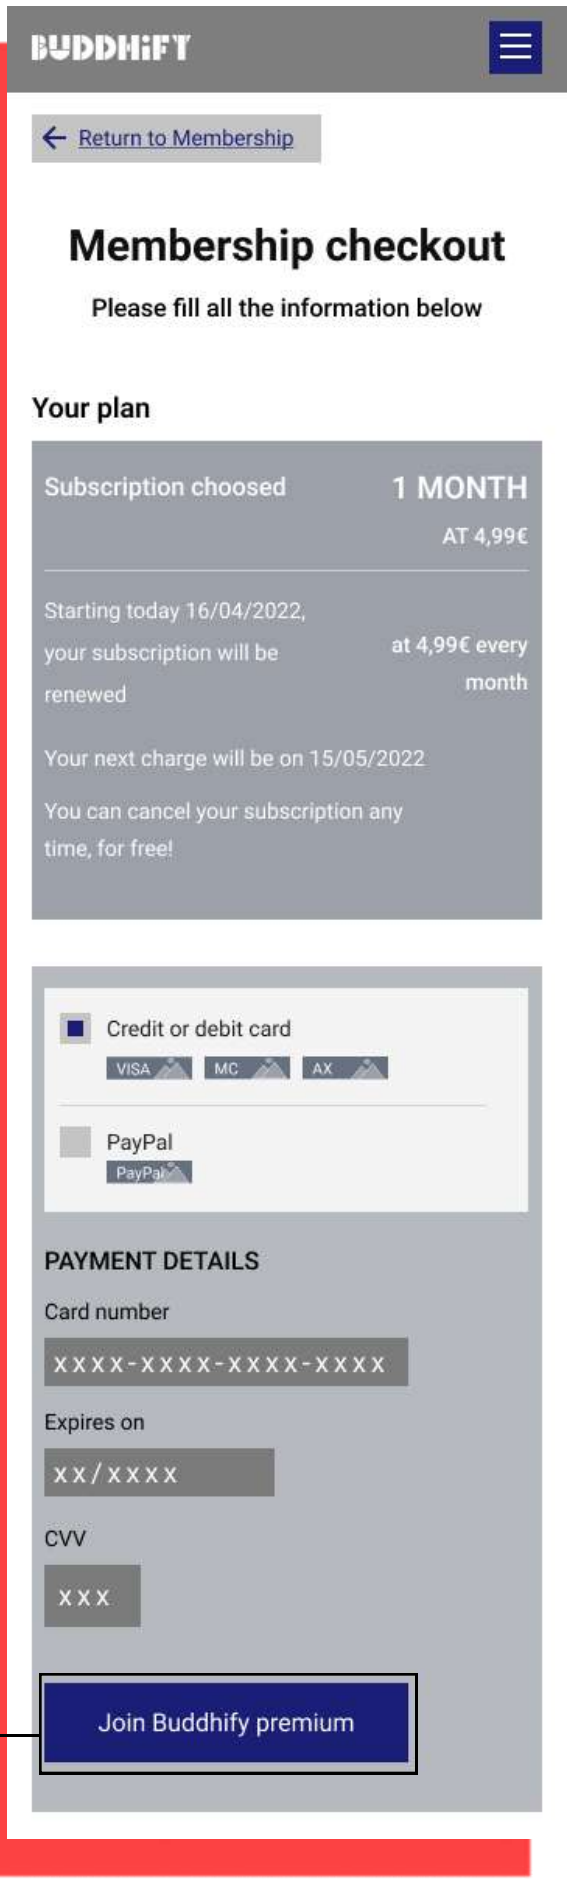 BUDDHiFY
← Return to Membership
Membership checkout
Please fill all the information below
Your plan
Subscription choosed
1 MONTH
AT 4,99€
Starting today 16/04/2022,
your subscription will be
renewed
at 4,99€ every
month
Your next charge will be on 15/05/2022
You can cancel your subscription any
time, for free!
Credit or debit card
VISA MC AX
PayPal
PayPal
PAYMENT DETAILS
Card number
xxxx-xxxx-xxxx-xxxx
Expires on
xx/xxxx
CVV
xxx
Join Buddhify premium